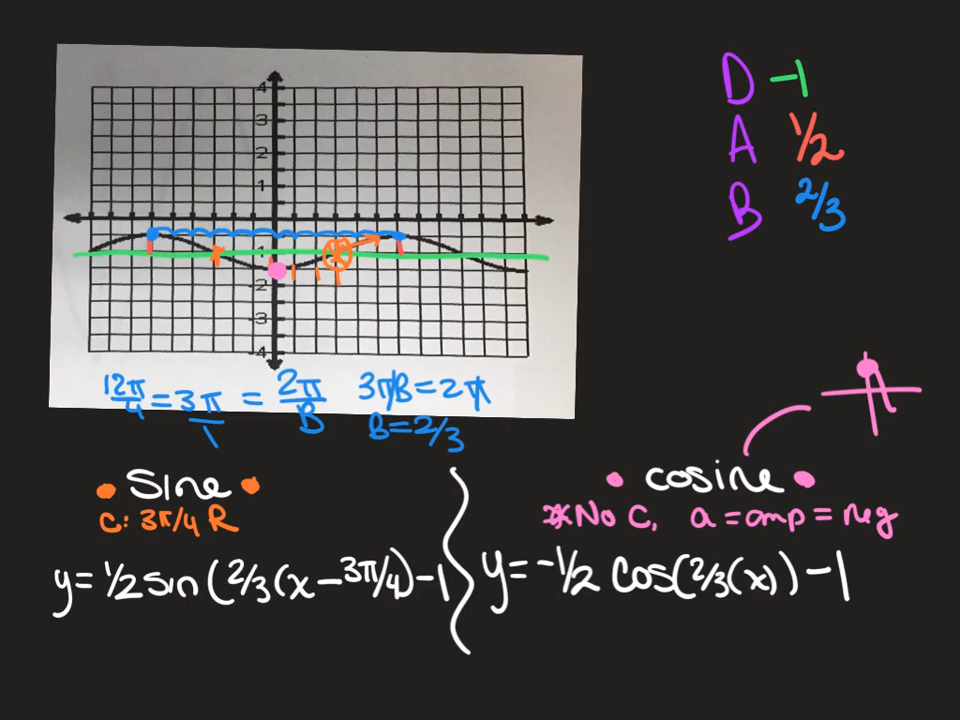 4
3
2
1
-1
-2
-3
-4
D -1
A 1/2
B 2/3
12π/4 = 3π/1 = 2π/B
3π/B = 2π
B = 2/3
sine
c: 3π/4 R
y = 1/2 sin (2/3(x - 3π/4) - 1
cosine
*No C, a = amp = neg
y = -1/2 cos(2/3(x)) - 1